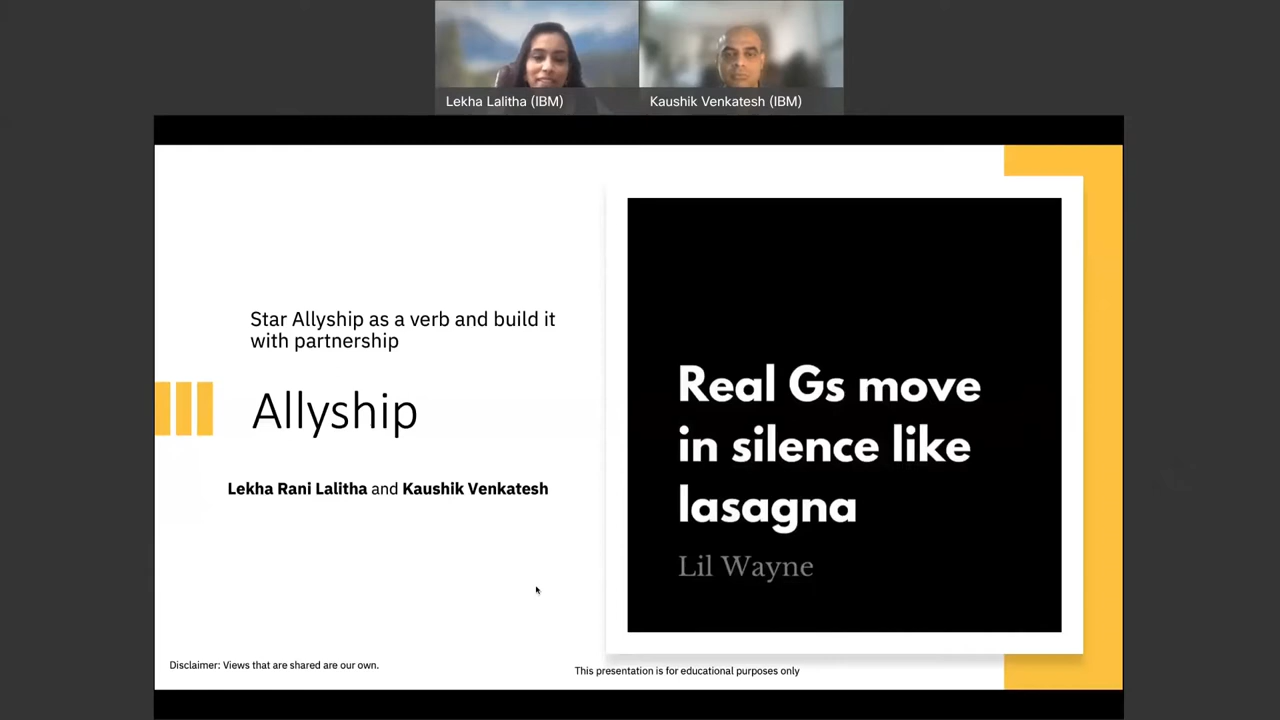 Lekha Lalitha (IBM)
Kaushik Venkatesh (IBM)
Star Allyship as a verb and build it
with partnership
Allyship
Lekha Rani Lalitha and Kaushik Venkatesh
Real Gs move
in silence like
lasagna
Lil Wayne
Disclaimer: Views that are shared are our own.
This presentation is for educational purposes only